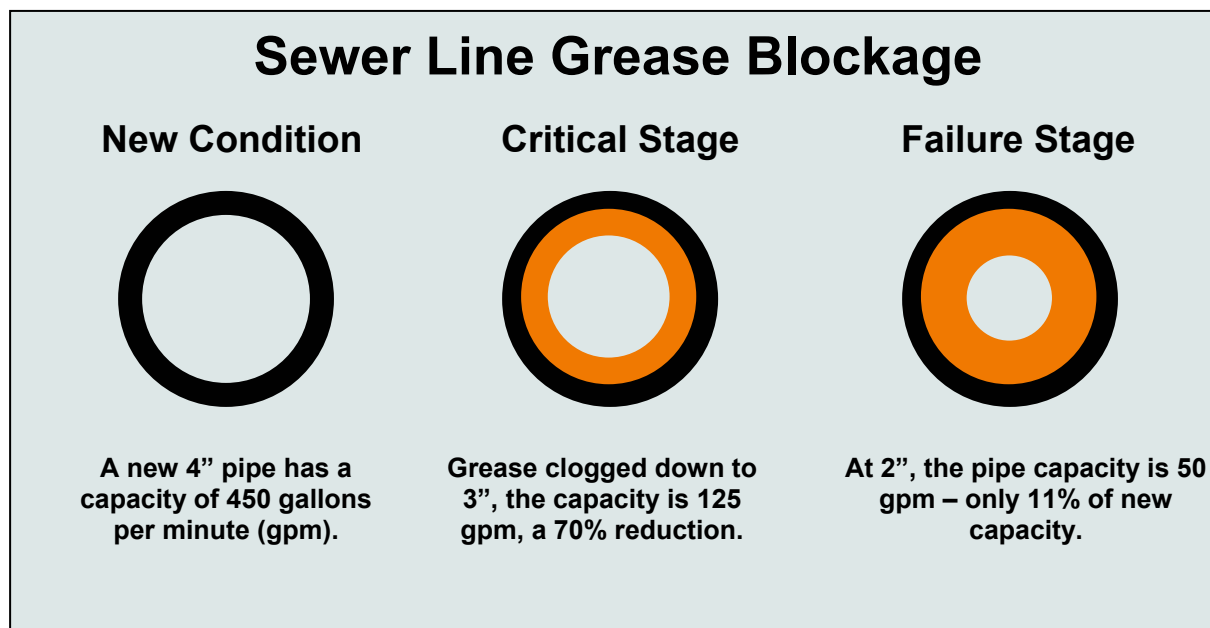 Sewer Line Grease Blockage
New Condition
Critical Stage
Failure Stage
A new 4” pipe has a
capacity of 450 gallons
per minute (gpm).
Grease clogged down to
3”, the capacity is 125
gpm, a 70% reduction.
At 2”, the pipe capacity is 50
gpm – only 11% of new
capacity.